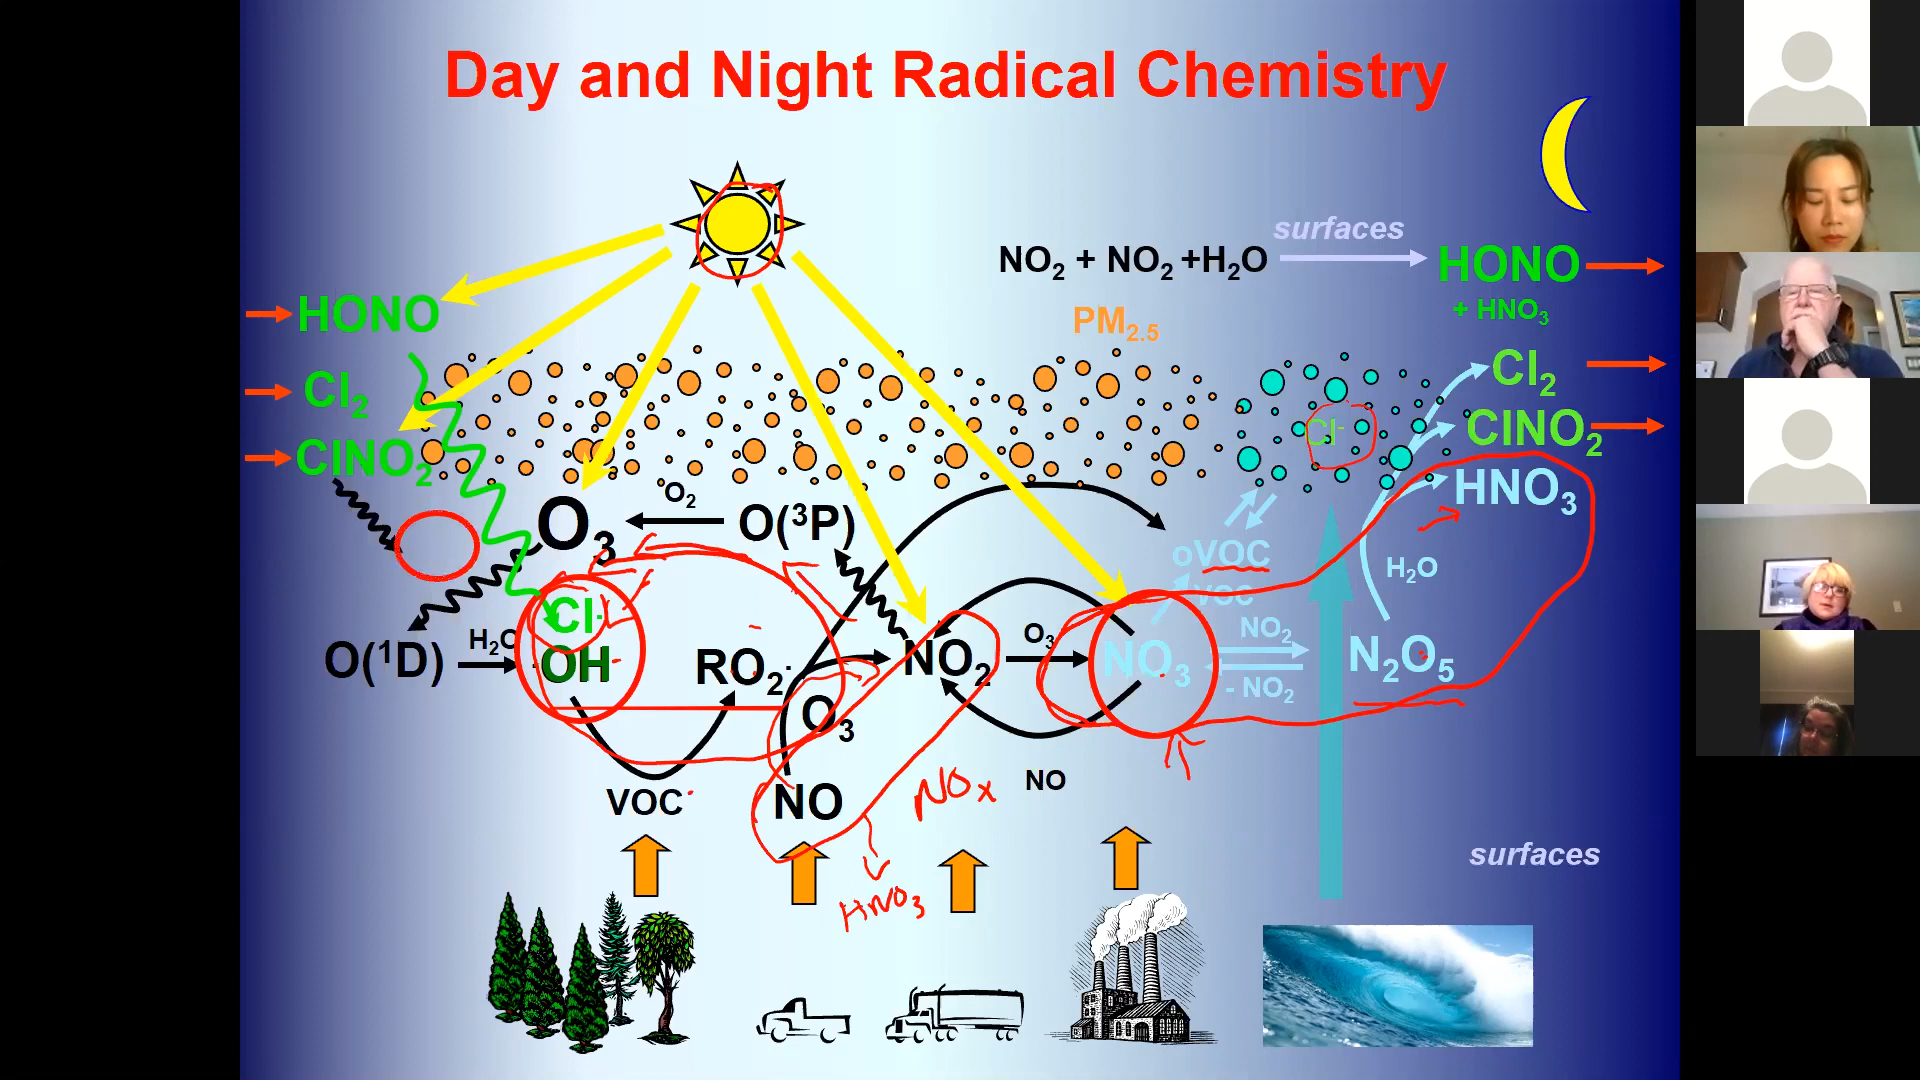 Day and Night Radical Chemistry
surfaces
NO2 + NO2 +H2O
HONO
+ HNO3
HONO
PM2.5
Cl2
Cl2
ClNO2
Cl-
ClNO2
HNO3
O3
O2
O(3P)
oVOC
VOC
H2O
Cl·
O(1D)
H2O
·OH
RO2·
NO2
O3
NO3
NO2
- NO2
N2O5
O3
NO
VOC
NOx
NO
HNO3
surfaces